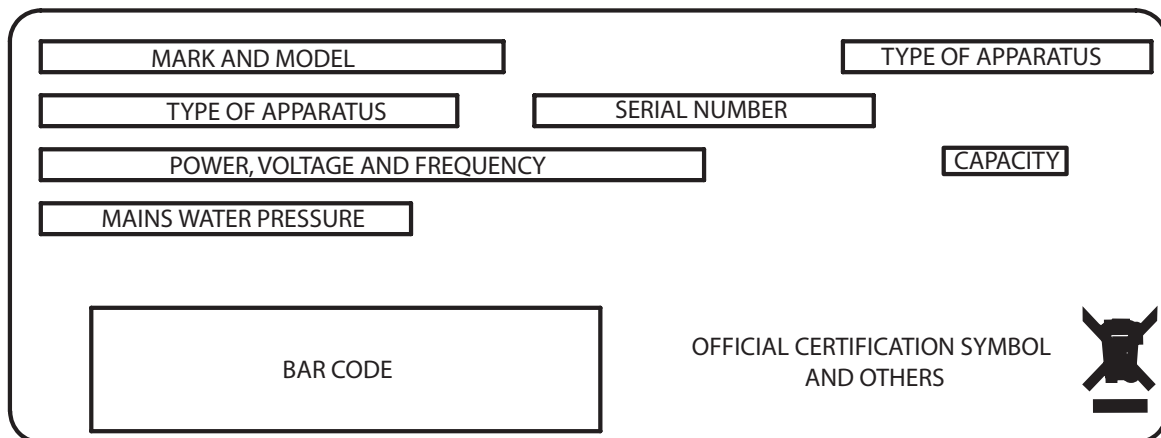 MARK AND MODEL
TYPE OF APPARATUS
TYPE OF APPARATUS
SERIAL NUMBER
POWER, VOLTAGE AND FREQUENCY
CAPACITY
MAINS WATER PRESSURE
BAR CODE
OFFICIAL CERTIFICATION SYMBOL
AND OTHERS